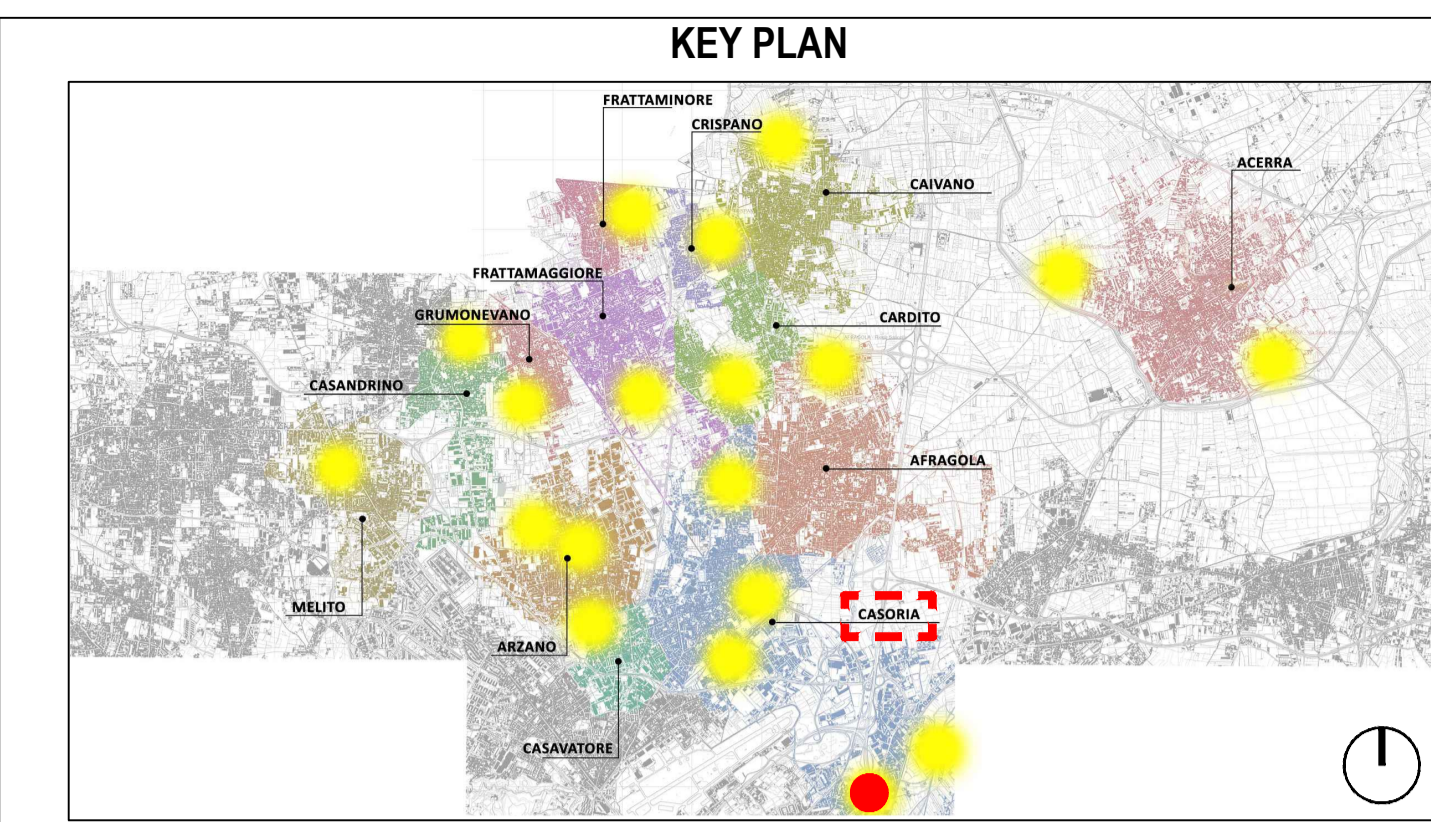 KEY PLAN
FRATTAMINORE
CRISPANO
ACERRA
CAIVANO
FRATTAMAGGIORE
GRUMONEVANO
CARDITO
CASANDRINO
AFRAGOLA
MELITO
CASORIA
ARZANO
CASAVATORE